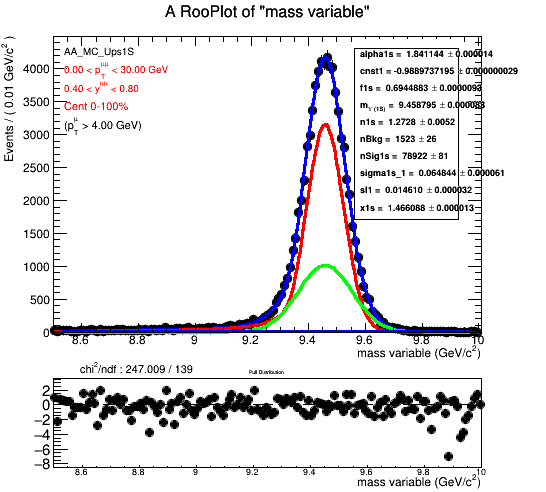 A RooPlot of "mass variable"
Events / ( 0.01 GeV/c² )
AA_MC_Ups1S
0.00 < p_T^μμ < 30.00 GeV
0.40 < y^μμ < 0.80
Cent 0-100%
(p_T^μ > 4.00 GeV)
alpha1s = 1.841144 ± 0.000014
cnst1 = -0.9889737195 ± 0.000000029
f1s = 0.6944883 ± 0.0000093
m_ϒ (1S) = 9.458795 ± 0.000083
n1s = 1.2728 ± 0.0052
nBkg = 1523 ± 26
nSig1s = 78922 ± 81
sigma1s_1 = 0.064844 ± 0.000061
sl1 = 0.014610 ± 0.000032
x1s = 1.466088 ± 0.000013
4000
3500
3000
2500
2000
1500
1000
500
0
8.6 8.8 9 9.2 9.4 9.6 9.8 10
mass variable (GeV/c²)
chi²/ndf : 247.009 / 139
Pull Distribution
2
0
−2
−4
−6
−8
8.6 8.8 9 9.2 9.4 9.6 9.8 10
mass variable (GeV/c²)